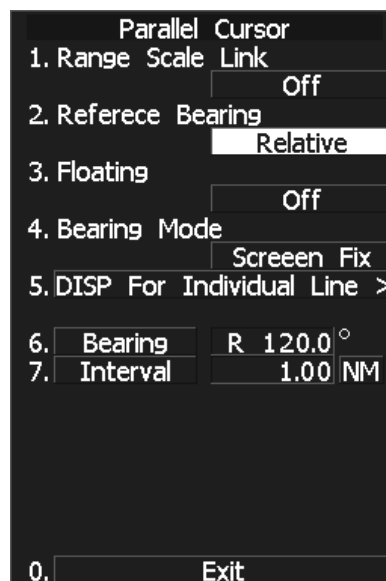 Parallel Cursor
1. Range Scale Link
Off
2. Referece Bearing
Relative
3. Floating
Off
4. Bearing Mode
Screeen Fix
5. DISP For Individual Line >
6. Bearing R 120.0 °
7. Interval 1.00 NM
0. Exit